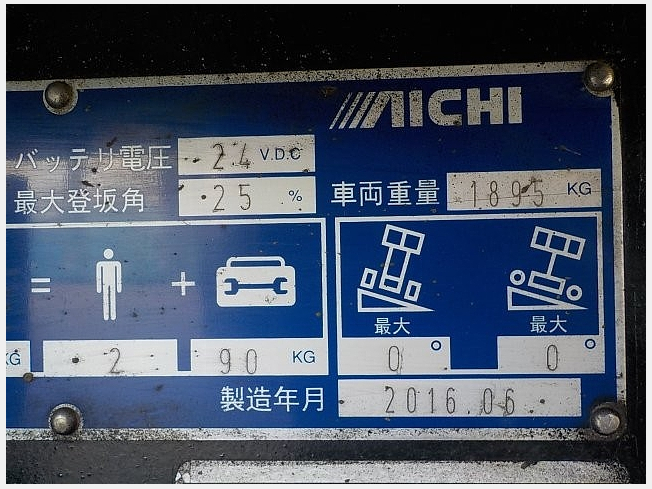 AICHI
バッテリ電圧 24 V.D.C
最大登坂角 25 %
車両重量 1895 KG
= +
最大 最大
KG 2 90 KG 0° 0°
製造年月 2016.06